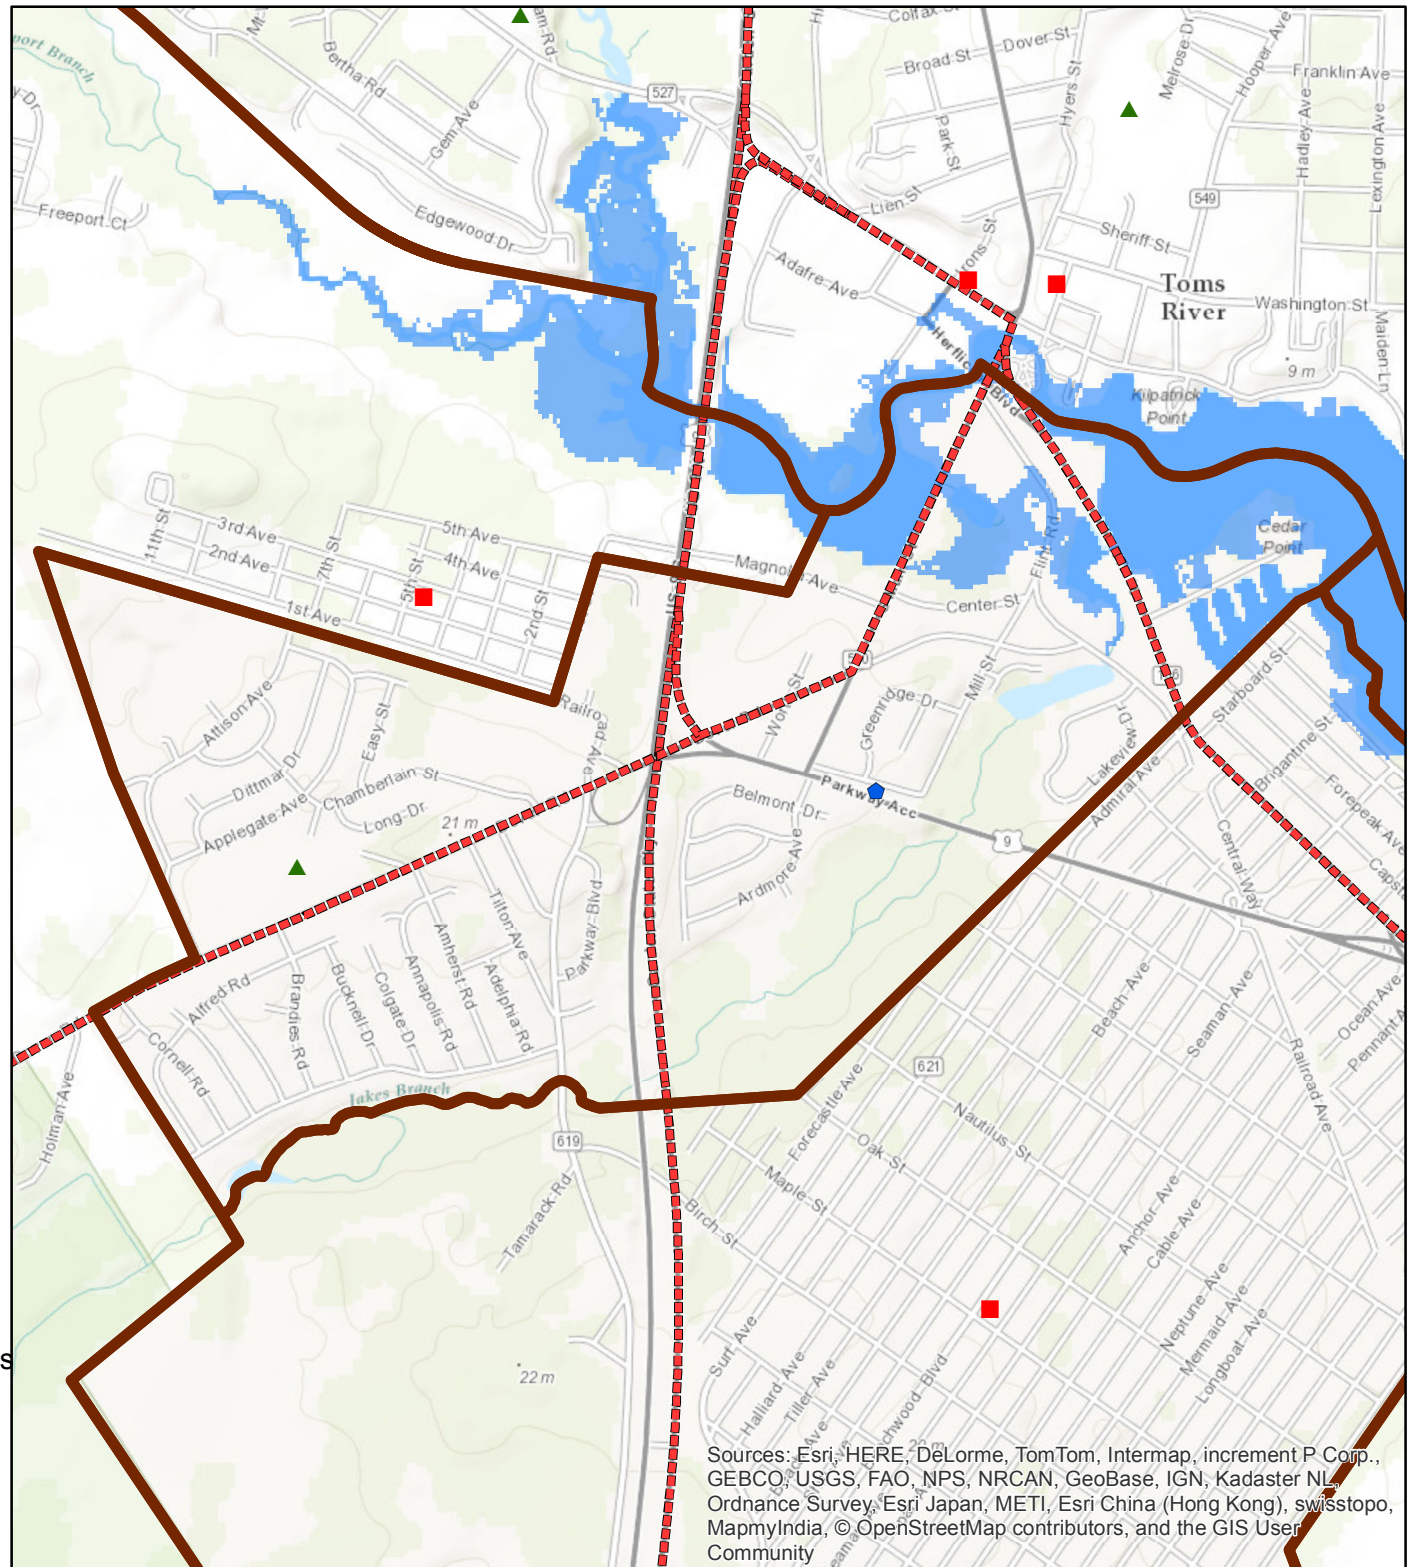 Colfax St
Dover St
Broad St
Hyers St
Melrose Dr
Hooper Ave
Franklin Ave
Hadley Ave
Lexington Ave
Park St
port Branch
Bertha Rd
Gem Ave
527
Freeport Ct
Edgewood Dr
Lien St
549
Sheriff St
Irons St
Adafre Ave
Toms
River
Washington St
Maiden Ln
9 m
Kilpatrick
Point
Blvd
Cedar
Point
11th St
3rd Ave
2nd Ave
7th St
5th Ave
4th Ave
5th St
1st Ave
2nd St
Magnolia Ave
Flint Rd
Center St
Mill St
Railroad Ave
Attison Ave
Easy St
Dittmar Dr
Applegate Ave
Chamberlain St
Long Dr
21 m
Greenridge Dr
Lakeview Dr
Starboard St
Brigantine St
Forepeak Ave
Admiral Ave
Belmont Dr
Parkway Acc
9
Ardmore Ave
Central Way
Tilton Ave
Parkway Blvd
Amherst Rd
Adelphia Rd
Annapolis Rd
Colgate Dr
Bucknell Dr
Brandies Rd
Alfred Rd
Cornell Rd
Jakes Branch
Holman Ave
Beach Ave
Seaman Ave
Ocean Ave
Pennant A
Railroad Ave
621
Nautilus St
Forecastle Ave
Oak St
Maple St
619
Birch St
Tamarack Rd
Anchor Ave
Cable Ave
Neptune Ave
Mermaid Ave
Longboat Ave
Surf Ave
Halliard Ave
Tiller Ave
22 m
s
Sources: Esri, HERE, DeLorme, TomTom, Intermap, increment P Corp.,
GEBCO, USGS, FAO, NPS, NRCAN, GeoBase, IGN, Kadaster NL,
Ordnance Survey, Esri Japan, METI, Esri China (Hong Kong), swisstopo,
MapmyIndia, © OpenStreetMap contributors, and the GIS User
Community